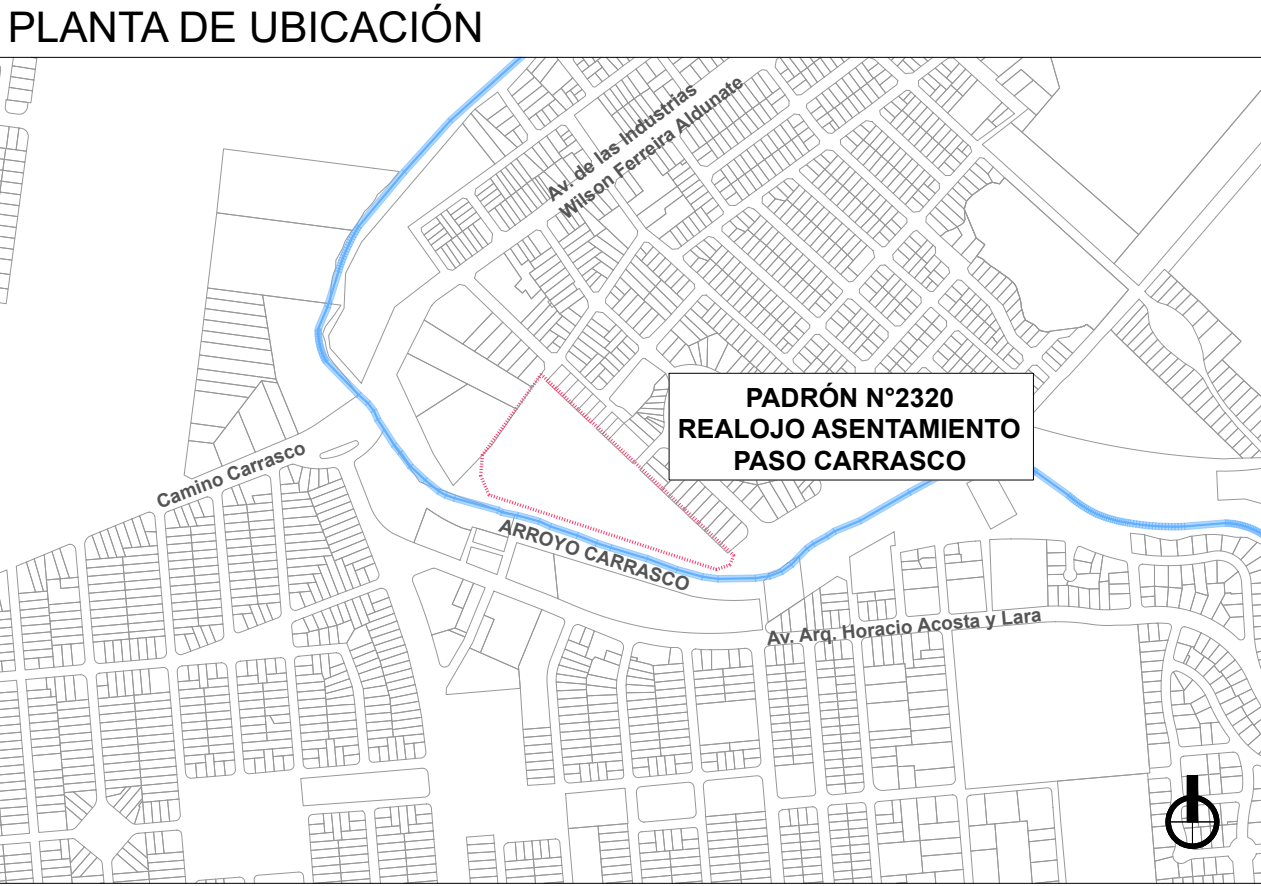 PLANTA DE UBICACIÓN
Av. de las Industrias
Wilson Ferreira Aldunate
PADRÓN N°2320
REALOJO ASENTAMIENTO
PASO CARRASCO
Camino Carrasco
ARROYO CARRASCO
Av. Arq. Horacio Acosta y Lara